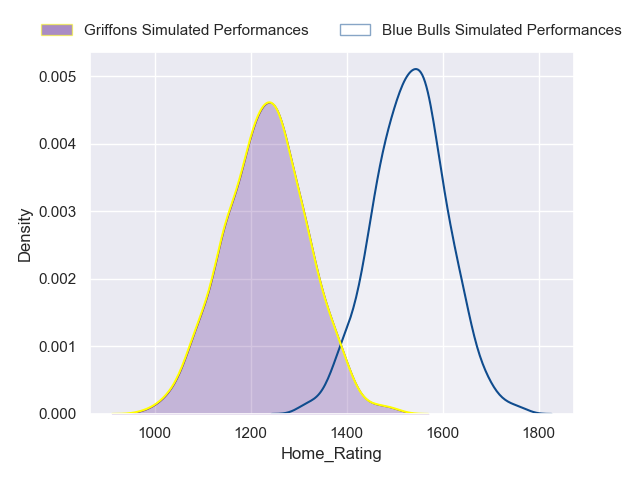 Griffons Simulated Performances Blue Bulls Simulated Performances
0.005
0.004
0.003
0.002
0.001
0.000
Density
1000 1200 1400 1600 1800
Home_Rating